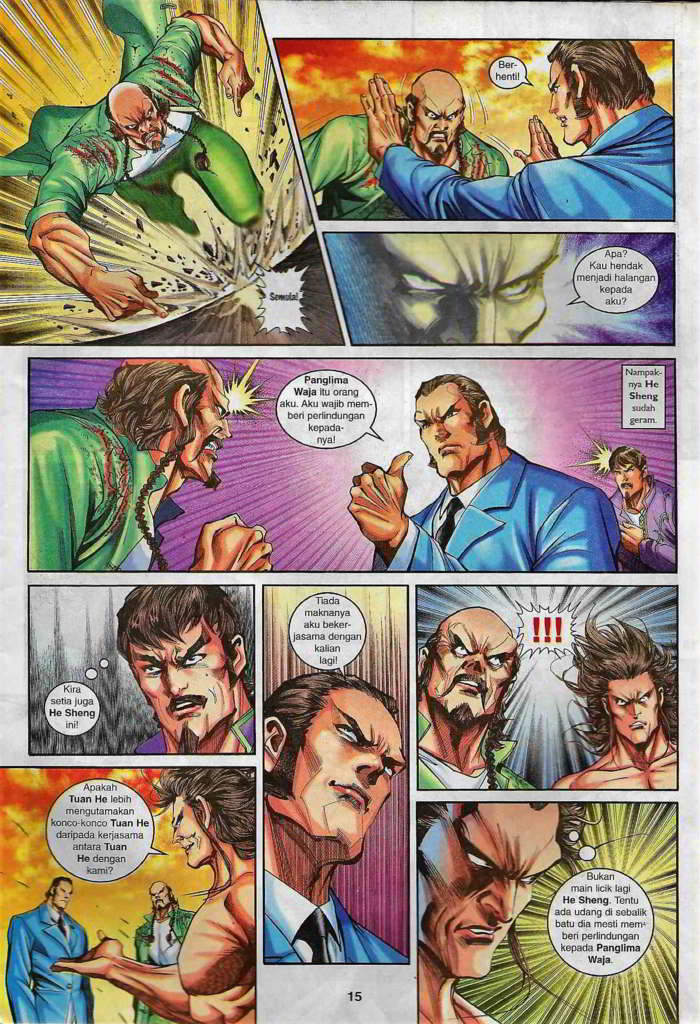 Semula!
Ber-
henti!
Apa?
Kau hendak
menjadi halangan
kepada
aku?
Panglima
Waja itu orang
aku. Aku wajib mem-
beri perlindungan
kepada-
nya!
Nampak-
nya He
Sheng
sudah
geram.
Kira
setia juga
He Sheng
ini!
Tiada
maknanya
aku beker-
jasama dengan
kalian
lagi!
!!!
Apakah
Tuan He lebih
mengutamakan
konco-konco Tuan He
daripada kerjasama
antara Tuan
He dengan
kami?
Bukan
main licik lagi
He Sheng. Tentu
ada udang di sebalik
batu dia mesti mem-
beri perlindungan
kepada Panglima
Waja.
15